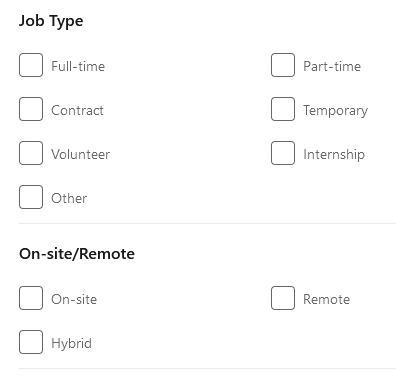 Job Type
Full-time Part-time
Contract Temporary
Volunteer Internship
Other
On-site/Remote
On-site Remote
Hybrid